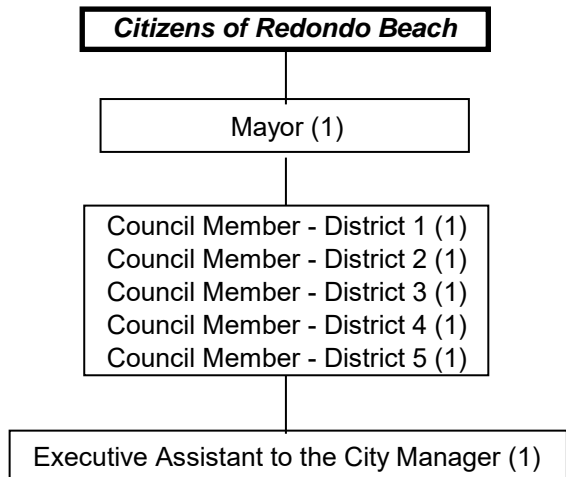 Citizens of Redondo Beach
Mayor (1)
Council Member - District 1 (1)
Council Member - District 2 (1)
Council Member - District 3 (1)
Council Member - District 4 (1)
Council Member - District 5 (1)
Executive Assistant to the City Manager (1)